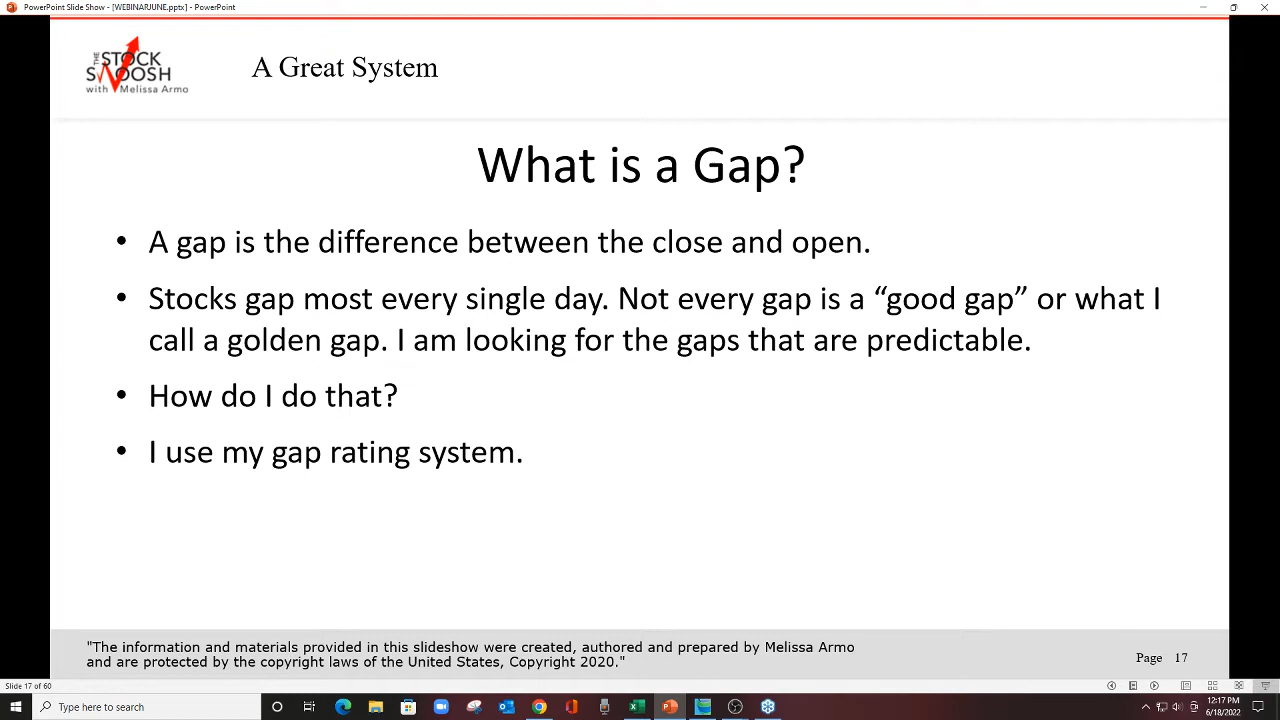 PowerPoint Slide Show - [WEBINARJUNE.pptx] - PowerPoint
THE
STOCK
SWOOSH
with Melissa Armo
A Great System
What is a Gap?
• A gap is the difference between the close and open.
• Stocks gap most every single day. Not every gap is a “good gap” or what I
call a golden gap. I am looking for the gaps that are predictable.
• How do I do that?
• I use my gap rating system.
"The information and materials provided in this slideshow were created, authored and prepared by Melissa Armo
and are protected by the copyright laws of the United States, Copyright 2020."
Page 17
Slide 17 of 60
Type here to search
12:17 PM
6/18/2022